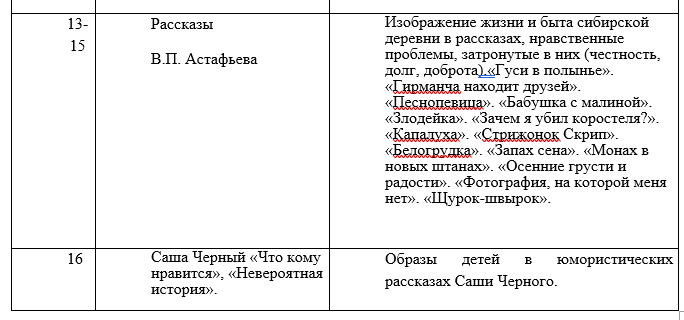 13-
15
Рассказы
В.П. Астафьева
Изображение жизни и быта сибирской
деревни в рассказах, нравственные
проблемы, затронутые в них (честность,
долг, доброта).«Гуси в полынье».
«Гирманча находит друзей».
«Песнопевица». «Бабушка с малиной».
«Злодейка». «Зачем я убил коростеля?».
«Капалуха». «Стрижонок Скрип».
«Белогрудка». «Запах сена». «Монах в
новых штанах». «Осенние грусти и
радости». «Фотография, на которой меня
нет». «Щурок-швырок».
16
Саша Черный «Что кому
нравится», «Невероятная
история».
Образы детей в юмористических
рассказах Саши Черного.